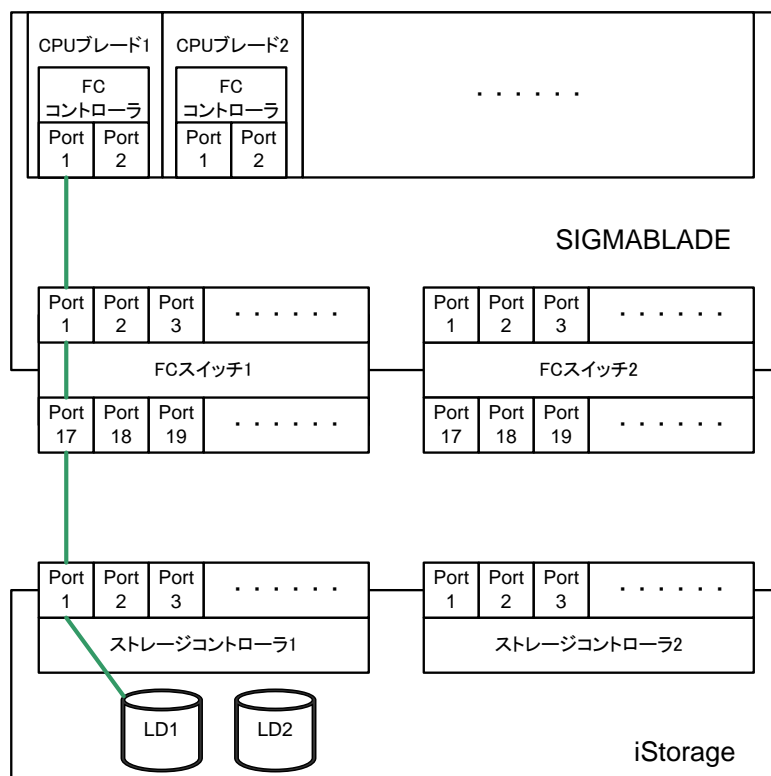 CPUブレード1
CPUブレード2
FC
コントローラ
FC
コントローラ
・・・・・・
Port
1
Port
2
Port
1
Port
2
SIGMABLADE
Port
1
Port
2
Port
3
・・・・・・
Port
1
Port
2
Port
3
・・・・・・
FCスイッチ1
FCスイッチ2
Port
17
Port
18
Port
19
・・・・・・
Port
17
Port
18
Port
19
・・・・・・
Port
1
Port
2
Port
3
・・・・・・
Port
1
Port
2
Port
3
・・・・・・
ストレージコントローラ1
ストレージコントローラ2
LD1
LD2
iStorage